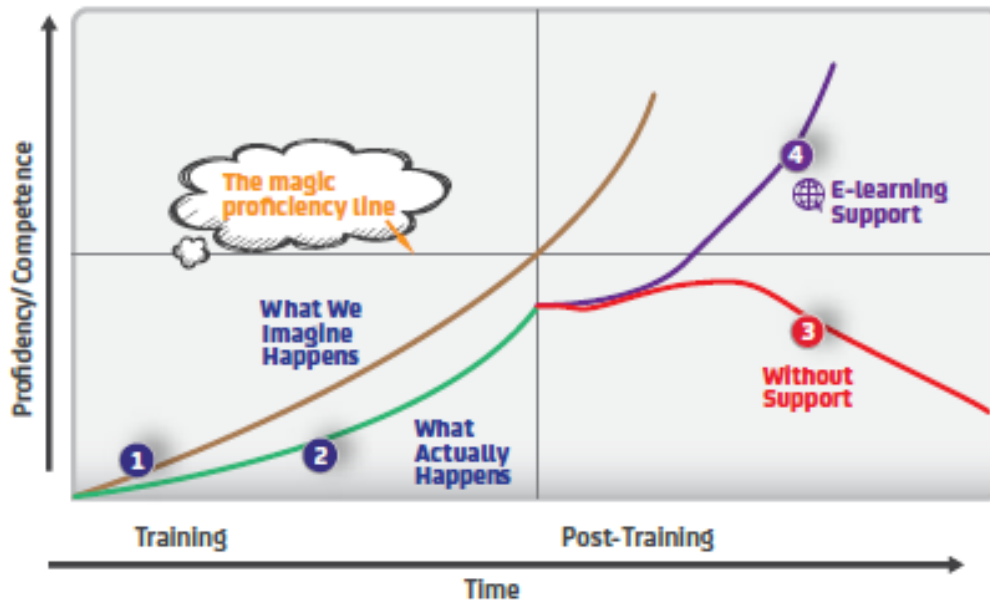 Proficiency/ Competence
The magic
proficiency line
What We
Imagine
Happens
What
Actually
Happens
1
2
3
4
E-learning
Support
Without
Support
Training
Post-Training
Time